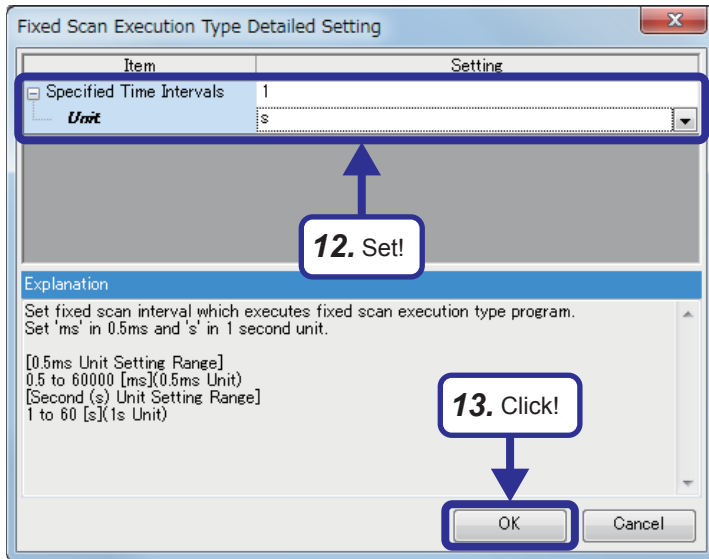 Fixed Scan Execution Type Detailed Setting
Item Setting
Specified Time Intervals 1
Unit s
12. Set!
Explanation
Set fixed scan interval which executes fixed scan execution type program.
Set 'ms' in 0.5ms and 's' in 1 second unit.
[0.5ms Unit Setting Range]
0.5 to 60000 [ms](0.5ms Unit)
[Second (s) Unit Setting Range]
1 to 60 [s](1s Unit)
13. Click!
OK Cancel